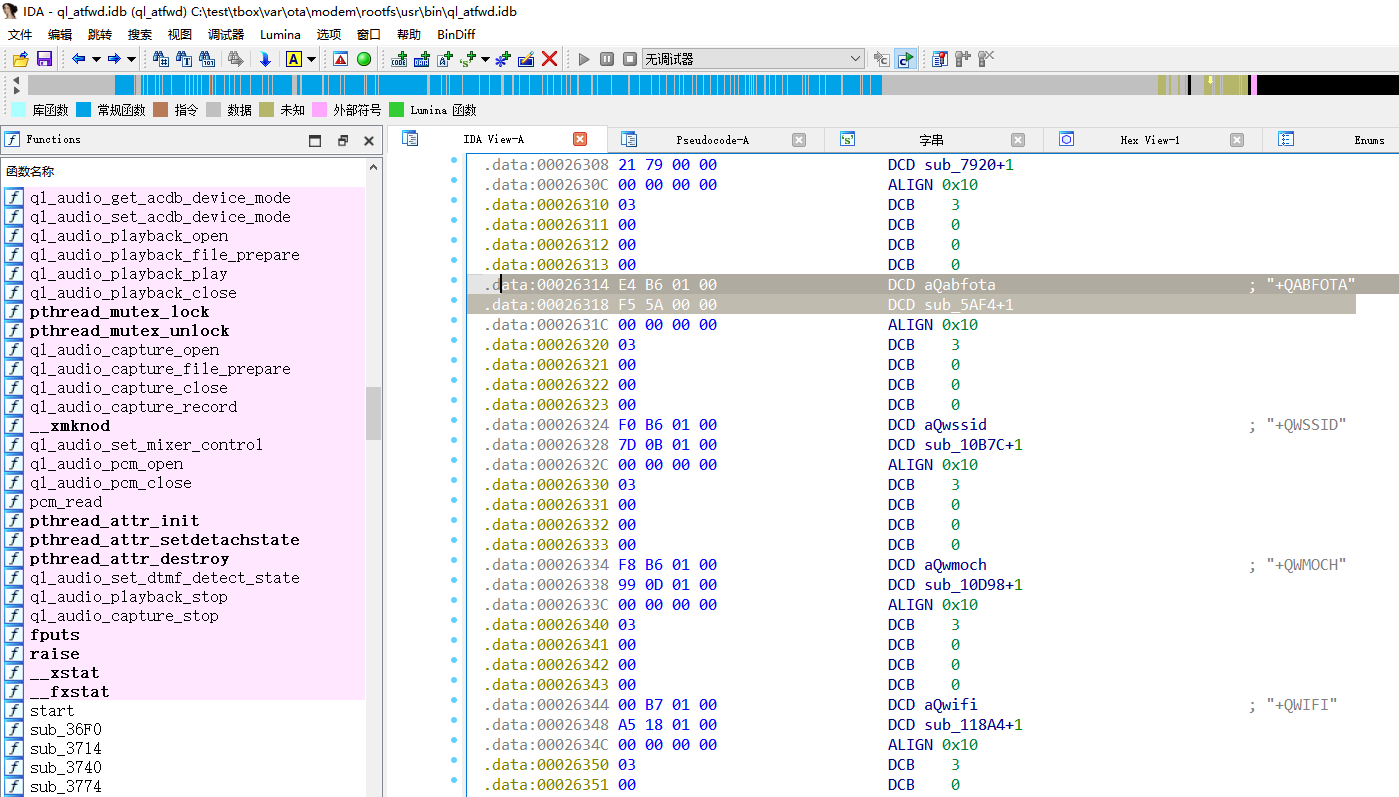 IDA - ql_atfwd.idb (ql_atfwd) C:\test\tbox\var\ota\modem\rootfs\usr\bin\ql_atfwd.idb
文件 编辑 跳转 搜索 视图 调试器 Lumina 选项 窗口 帮助 BinDiff
无调试器
库函数 常规函数 指令 数据 未知 外部符号 Lumina 函数
Functions
函数名称
ql_audio_get_acdb_device_mode
ql_audio_set_acdb_device_mode
ql_audio_playback_open
ql_audio_playback_file_prepare
ql_audio_playback_play
ql_audio_playback_close
pthread_mutex_lock
pthread_mutex_unlock
ql_audio_capture_open
ql_audio_capture_file_prepare
ql_audio_capture_close
ql_audio_capture_record
__xmknod
ql_audio_set_mixer_control
ql_audio_pcm_open
ql_audio_pcm_close
pcm_read
pthread_attr_init
pthread_attr_setdetachstate
pthread_attr_destroy
ql_audio_set_dtmf_detect_state
ql_audio_playback_stop
ql_audio_capture_stop
fputs
raise
__xstat
__fxstat
start
sub_36F0
sub_3714
sub_3740
sub_3774
IDA View-A Pseudocode-A 字串 Hex View-1 Enums
.data:00026308 21 79 00 00 DCD sub_7920+1
.data:0002630C 00 00 00 00 ALIGN 0x10
.data:00026310 03 DCB 3
.data:00026311 00 DCB 0
.data:00026312 00 DCB 0
.data:00026313 00 DCB 0
.data:00026314 E4 B6 01 00 DCD aQabfota ; "+QABFOTA"
.data:00026318 F5 5A 00 00 DCD sub_5AF4+1
.data:0002631C 00 00 00 00 ALIGN 0x10
.data:00026320 03 DCB 3
.data:00026321 00 DCB 0
.data:00026322 00 DCB 0
.data:00026323 00 DCB 0
.data:00026324 F0 B6 01 00 DCD aQwssid ; "+QWSSID"
.data:00026328 7D 0B 01 00 DCD sub_10B7C+1
.data:0002632C 00 00 00 00 ALIGN 0x10
.data:00026330 03 DCB 3
.data:00026331 00 DCB 0
.data:00026332 00 DCB 0
.data:00026333 00 DCB 0
.data:00026334 F8 B6 01 00 DCD aQwmoch ; "+QWMOCH"
.data:00026338 99 0D 01 00 DCD sub_10D98+1
.data:0002633C 00 00 00 00 ALIGN 0x10
.data:00026340 03 DCB 3
.data:00026341 00 DCB 0
.data:00026342 00 DCB 0
.data:00026343 00 DCB 0
.data:00026344 00 B7 01 00 DCD aQwifi ; "+QWIFI"
.data:00026348 A5 18 01 00 DCD sub_118A4+1
.data:0002634C 00 00 00 00 ALIGN 0x10
.data:00026350 03 DCB 3
.data:00026351 00 DCB 0